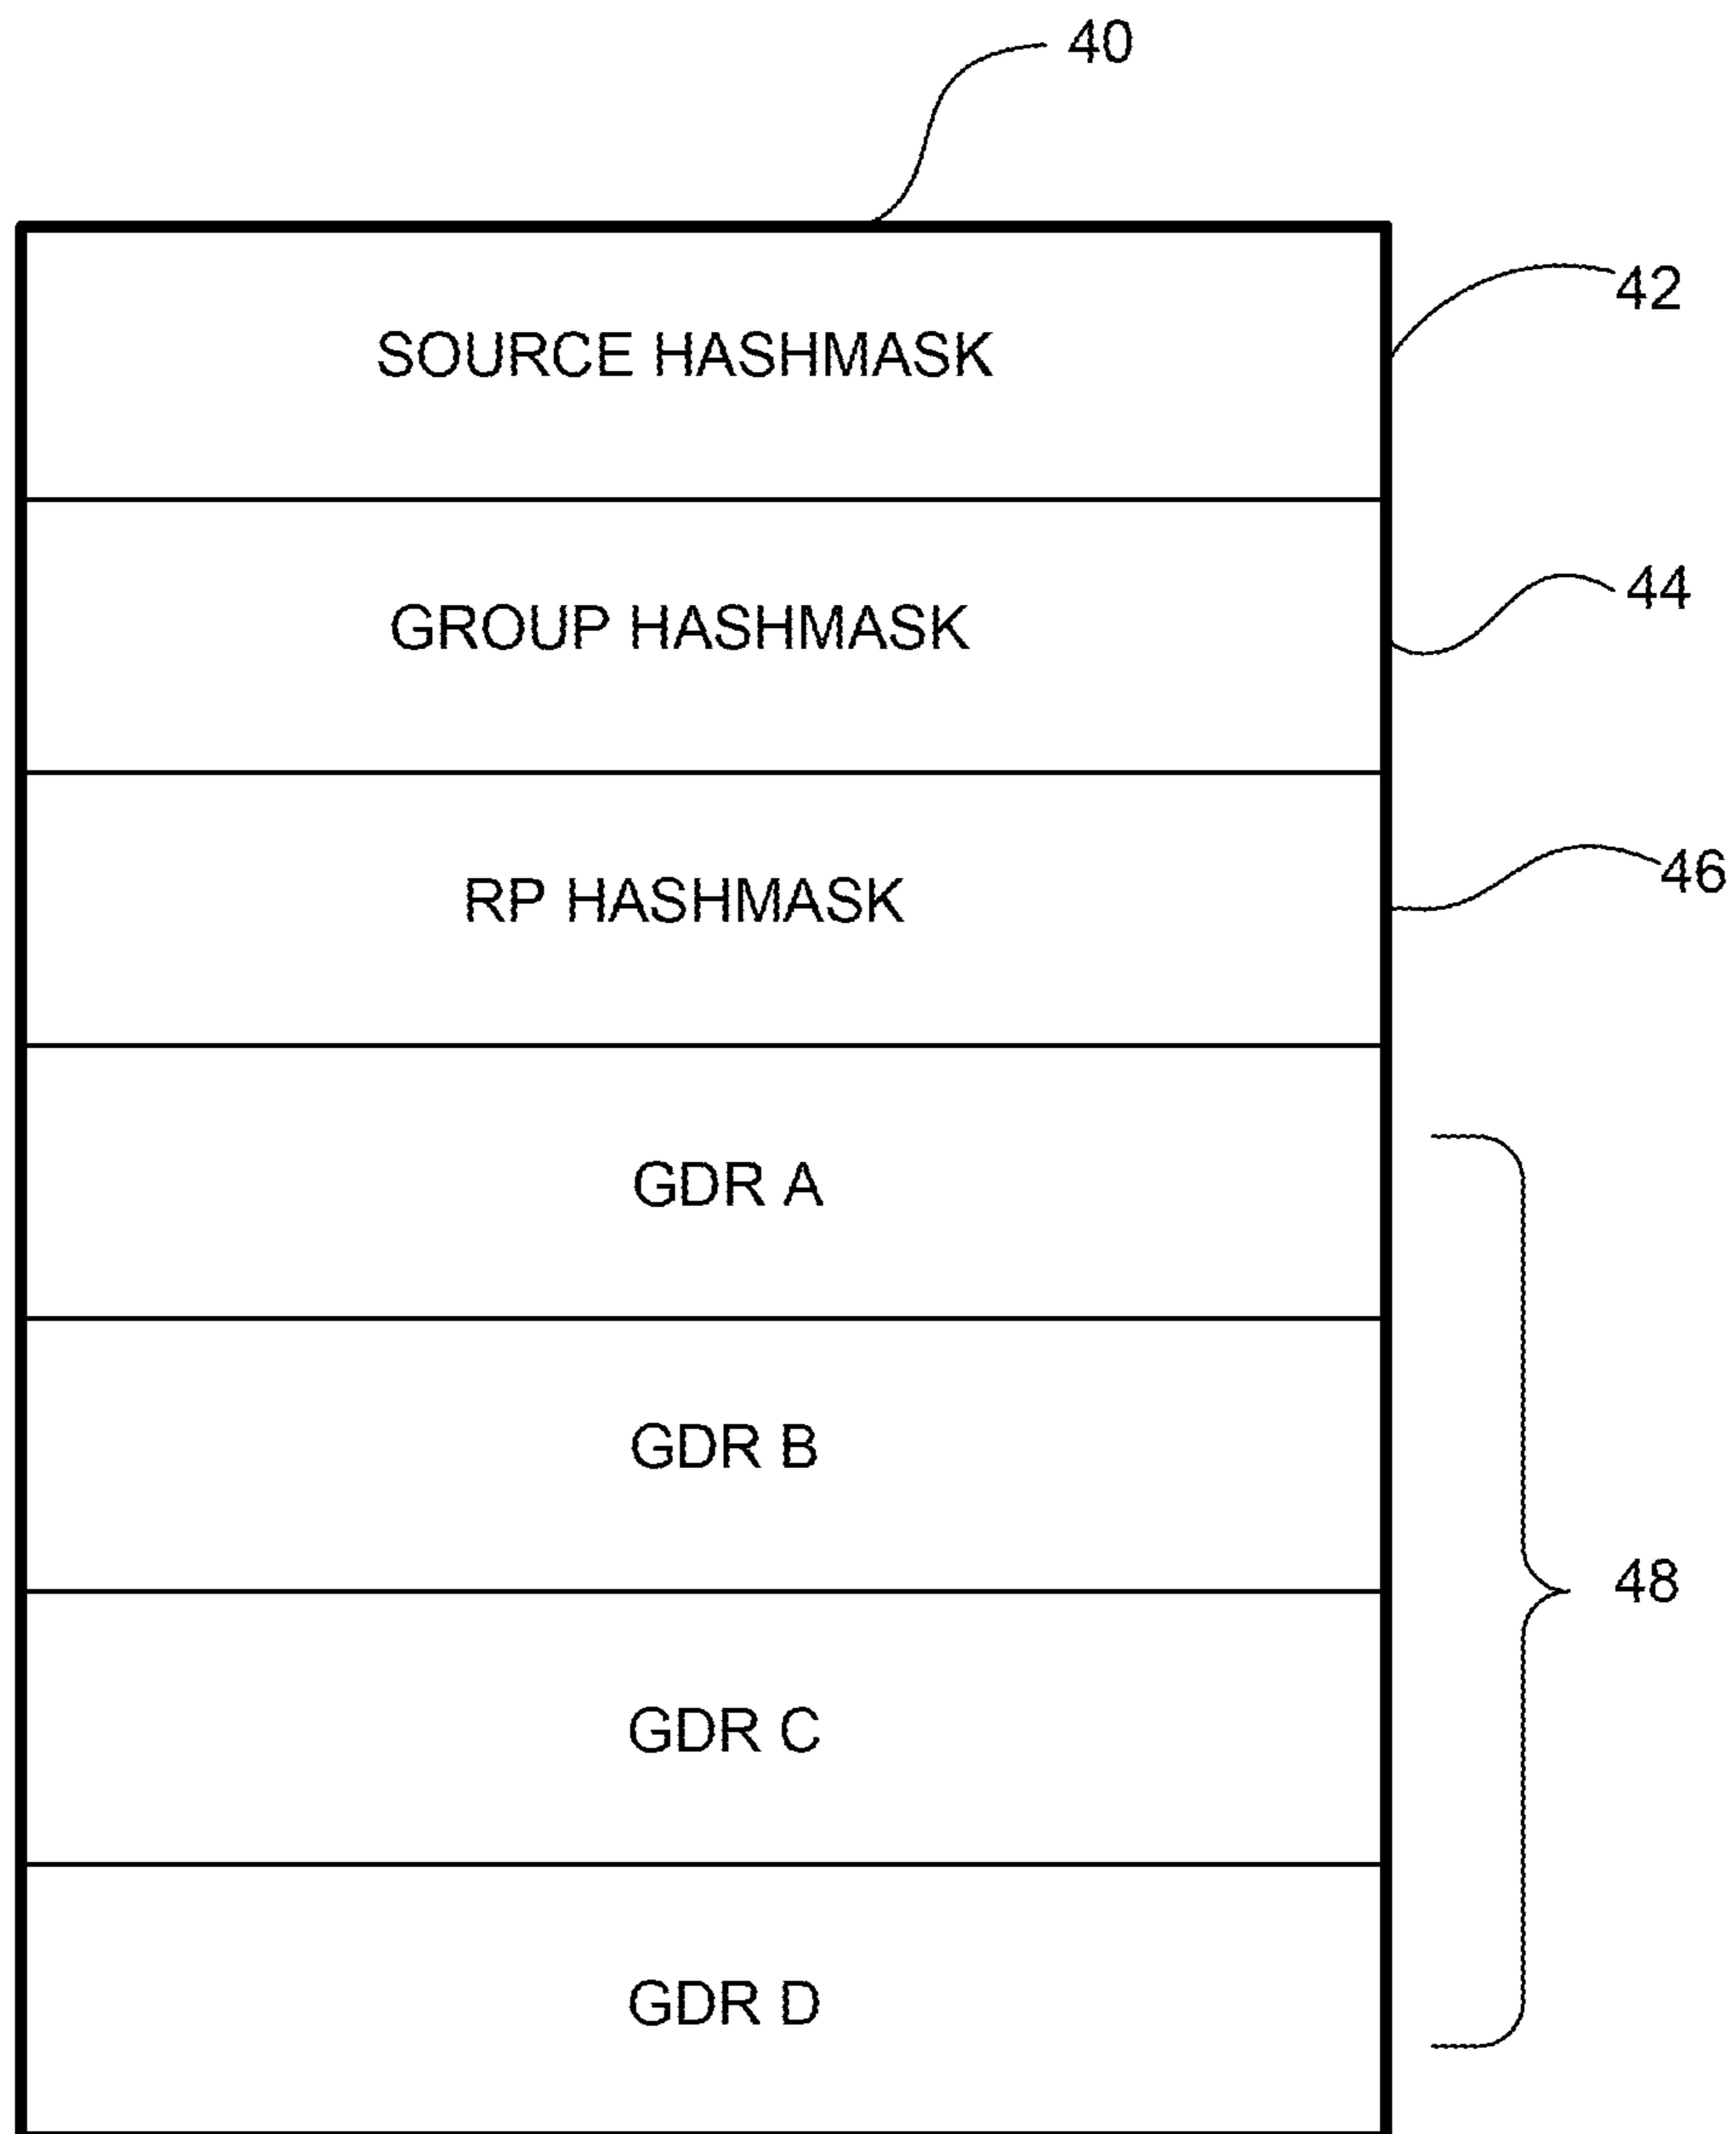 40
SOURCE HASHMASK
42
GROUP HASHMASK
44
RP HASHMASK
46
GDR A
GDR B
48
GDR C
GDR D